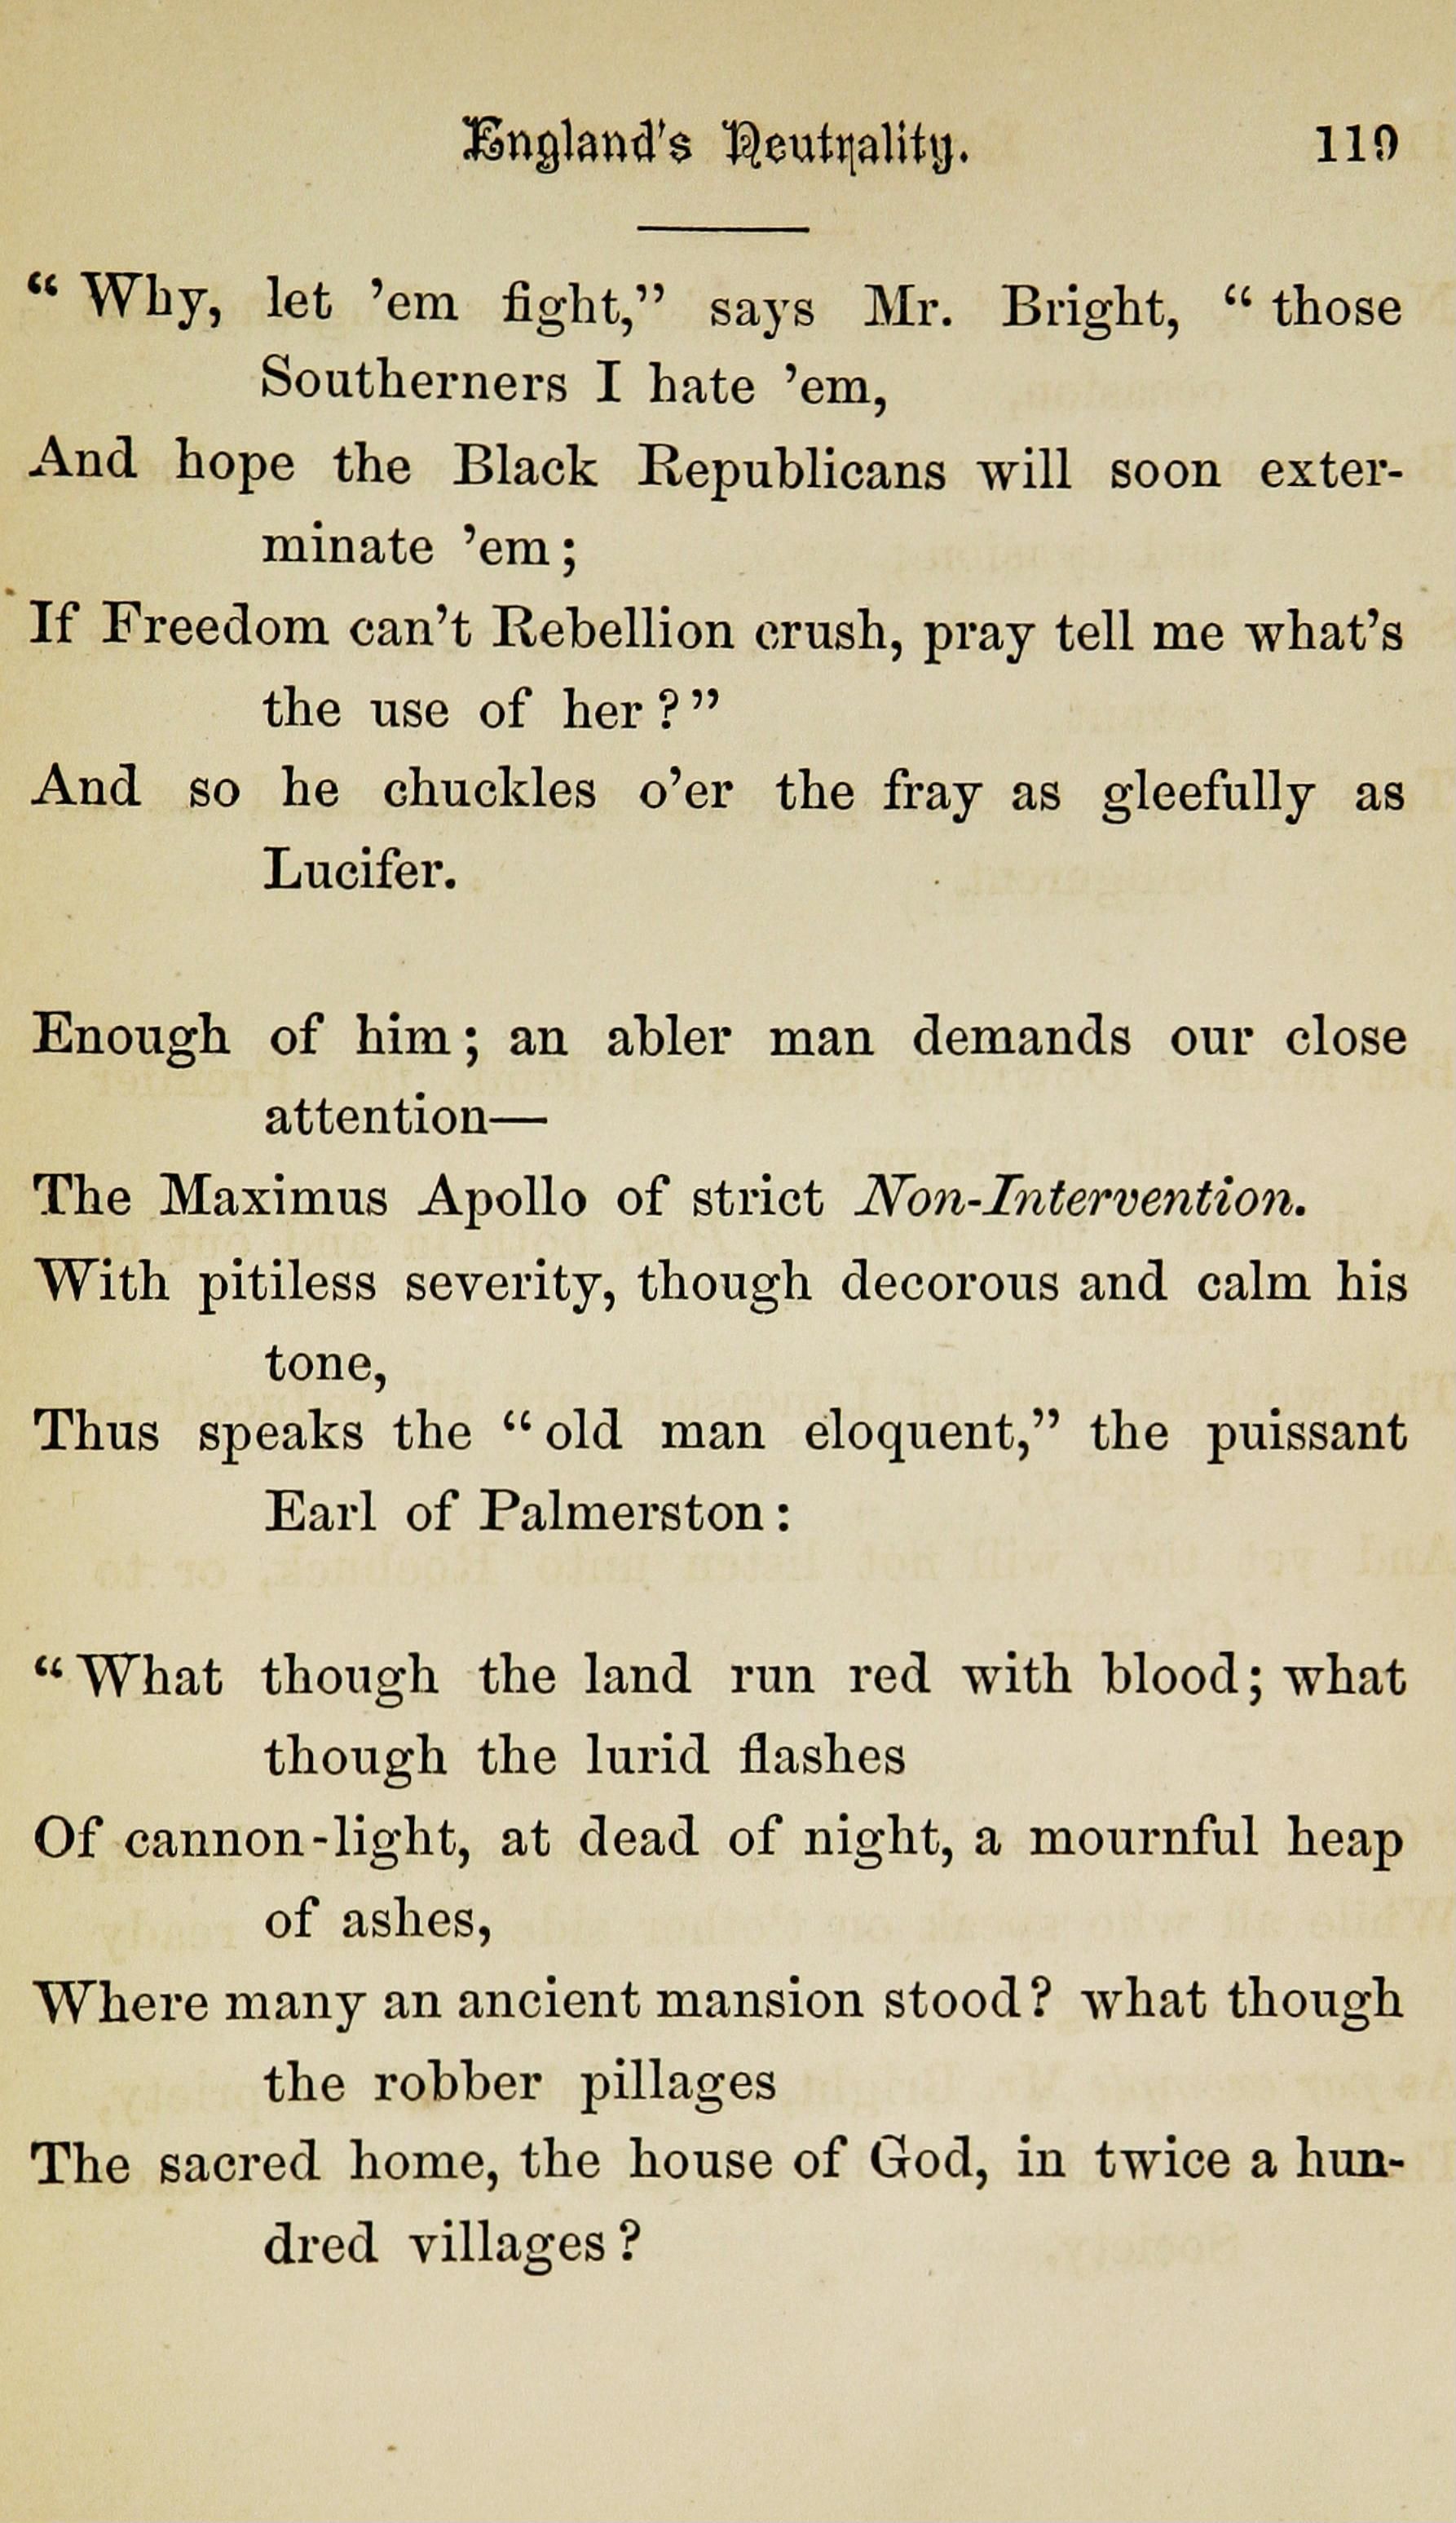 England's Neutrality. 119
“ Why, let ’em fight,” says Mr. Bright, “ those
Southerners I hate ’em,
And hope the Black Republicans will soon exter-
minate ’em ;
If Freedom can’t Rebellion crush, pray tell me what’s
the use of her ? ”
And so he chuckles o’er the fray as gleefully as
Lucifer.
Enough of him ; an abler man demands our close
attention—
The Maximus Apollo of strict Non-Intervention.
With pitiless severity, though decorous and calm his
tone,
Thus speaks the “ old man eloquent,” the puissant
Earl of Palmerston :
“ What though the land run red with blood ; what
though the lurid flashes
Of cannon-light, at dead of night, a mournful heap
of ashes,
Where many an ancient mansion stood ? what though
the robber pillages
The sacred home, the house of God, in twice a hun-
dred villages ?